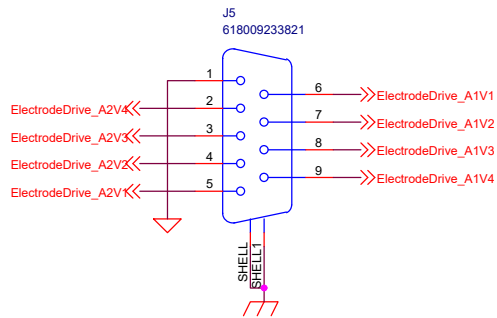 J5
618009233821
1
6
ElectrodeDrive_A1V1
ElectrodeDrive_A2V4
2
7
ElectrodeDrive_A1V2
ElectrodeDrive_A2V3
3
8
ElectrodeDrive_A1V3
ElectrodeDrive_A2V2
4
9
ElectrodeDrive_A1V4
ElectrodeDrive_A2V1
5
SHELL
SHELL1